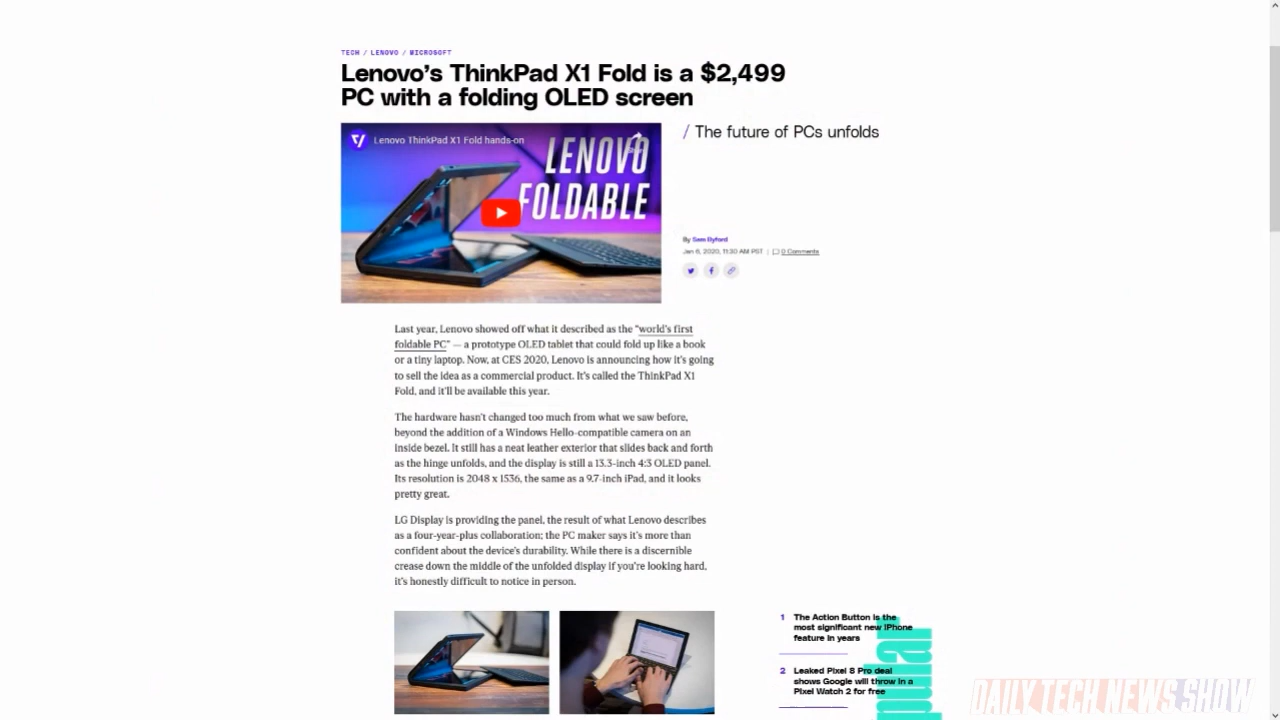 TECH / LENOVO / MICROSOFT
Lenovo's ThinkPad X1 Fold is a $2,499
PC with a folding OLED screen
Lenovo ThinkPad X1 Fold hands-on
LENOVO
FOLDABLE
/ The future of PCs unfolds
By Sam Byford
Jan 6, 2020, 11:30 AM PST | 0 Comments
Last year, Lenovo showed off what it described as the "world's first
foldable PC" — a prototype OLED tablet that could fold up like a book
or a tiny laptop. Now, at CES 2020, Lenovo is announcing how it's going
to sell the idea as a commercial product. It's called the ThinkPad X1
Fold, and it'll be available this year.
The hardware hasn't changed too much from what we saw before,
beyond the addition of a Windows Hello-compatible camera on an
inside bezel. It still has a neat leather exterior that slides back and forth
as the hinge unfolds, and the display is still a 13.3-inch 4:3 OLED panel.
Its resolution is 2048 x 1536, the same as a 9.7-inch iPad, and it looks
pretty great.
LG Display is providing the panel, the result of what Lenovo describes
as a four-year-plus collaboration; the PC maker says it's more than
confident about the device's durability. While there is a discernible
crease down the middle of the unfolded display if you're looking hard,
it's honestly difficult to notice in person.
1 The Action Button is the
most significant new iPhone
feature in years
2 Leaked Pixel 8 Pro deal
shows Google will throw in a
Pixel Watch 2 for free
DAILY TECH NEWS SHOW